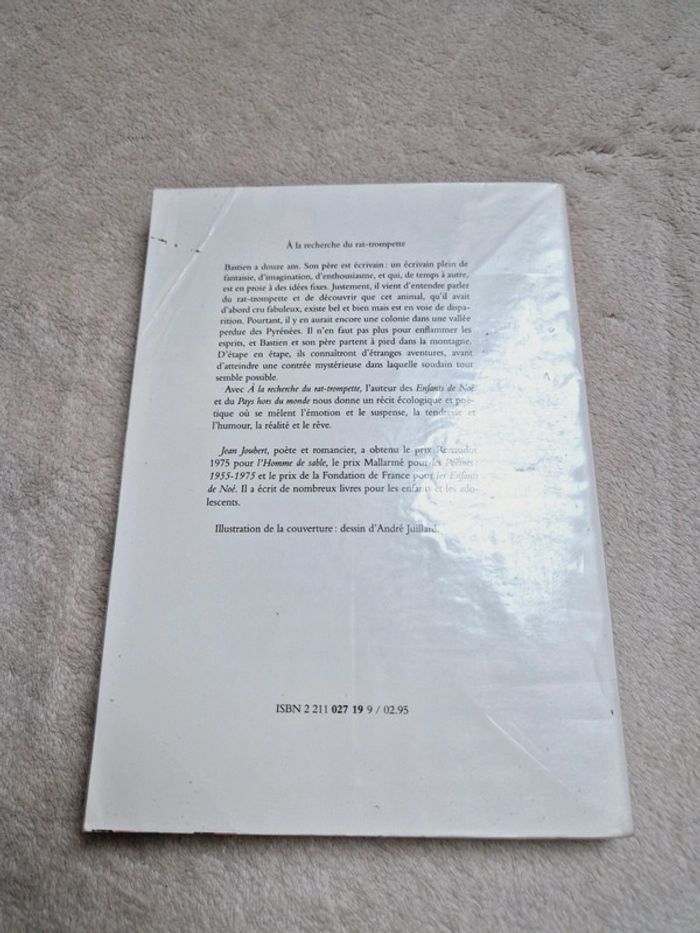 À la recherche du rat-trompette
Bastien a douze ans. Son père est écrivain : un écrivain plein de
fantaisie, d'imagination, d'enthousiasme, et qui, de temps à autre,
est en proie à des idées fixes. Justement, il vient d'entendre parler
du rat-trompette et de découvrir que cet animal, qu'il avait
d'abord cru fabuleux, existe bel et bien mais est en voie de dispa-
rition. Pourtant, il y en aurait encore une colonie dans une vallée
perdue des Pyrénées. Il n'en faut pas plus pour enflammer les
esprits, et Bastien et son père partent à pied dans la montagne.
D'étape en étape, ils connaîtront d'étranges aventures, avant
d'atteindre une contrée mystérieuse dans laquelle soudain tout
semble possible.
Avec À la recherche du rat-trompette, l'auteur des Enfants de Noé
et du Pays hors du monde nous donne un récit écologique et poé-
tique où se mêlent l'émotion et le suspense, la tendresse et
l'humour, la réalité et le rêve.
Jean Joubert, poète et romancier, a obtenu le prix Renaudot
1975 pour l'Homme de sable, le prix Mallarmé pour les Poèmes :
1955-1975 et le prix de la Fondation de France pour les Enfants
de Noé. Il a écrit de nombreux livres pour les enfants et les ado-
lescents.
Illustration de la couverture : dessin d'André Juillard.
ISBN 2 211 027 19 9 / 02.95